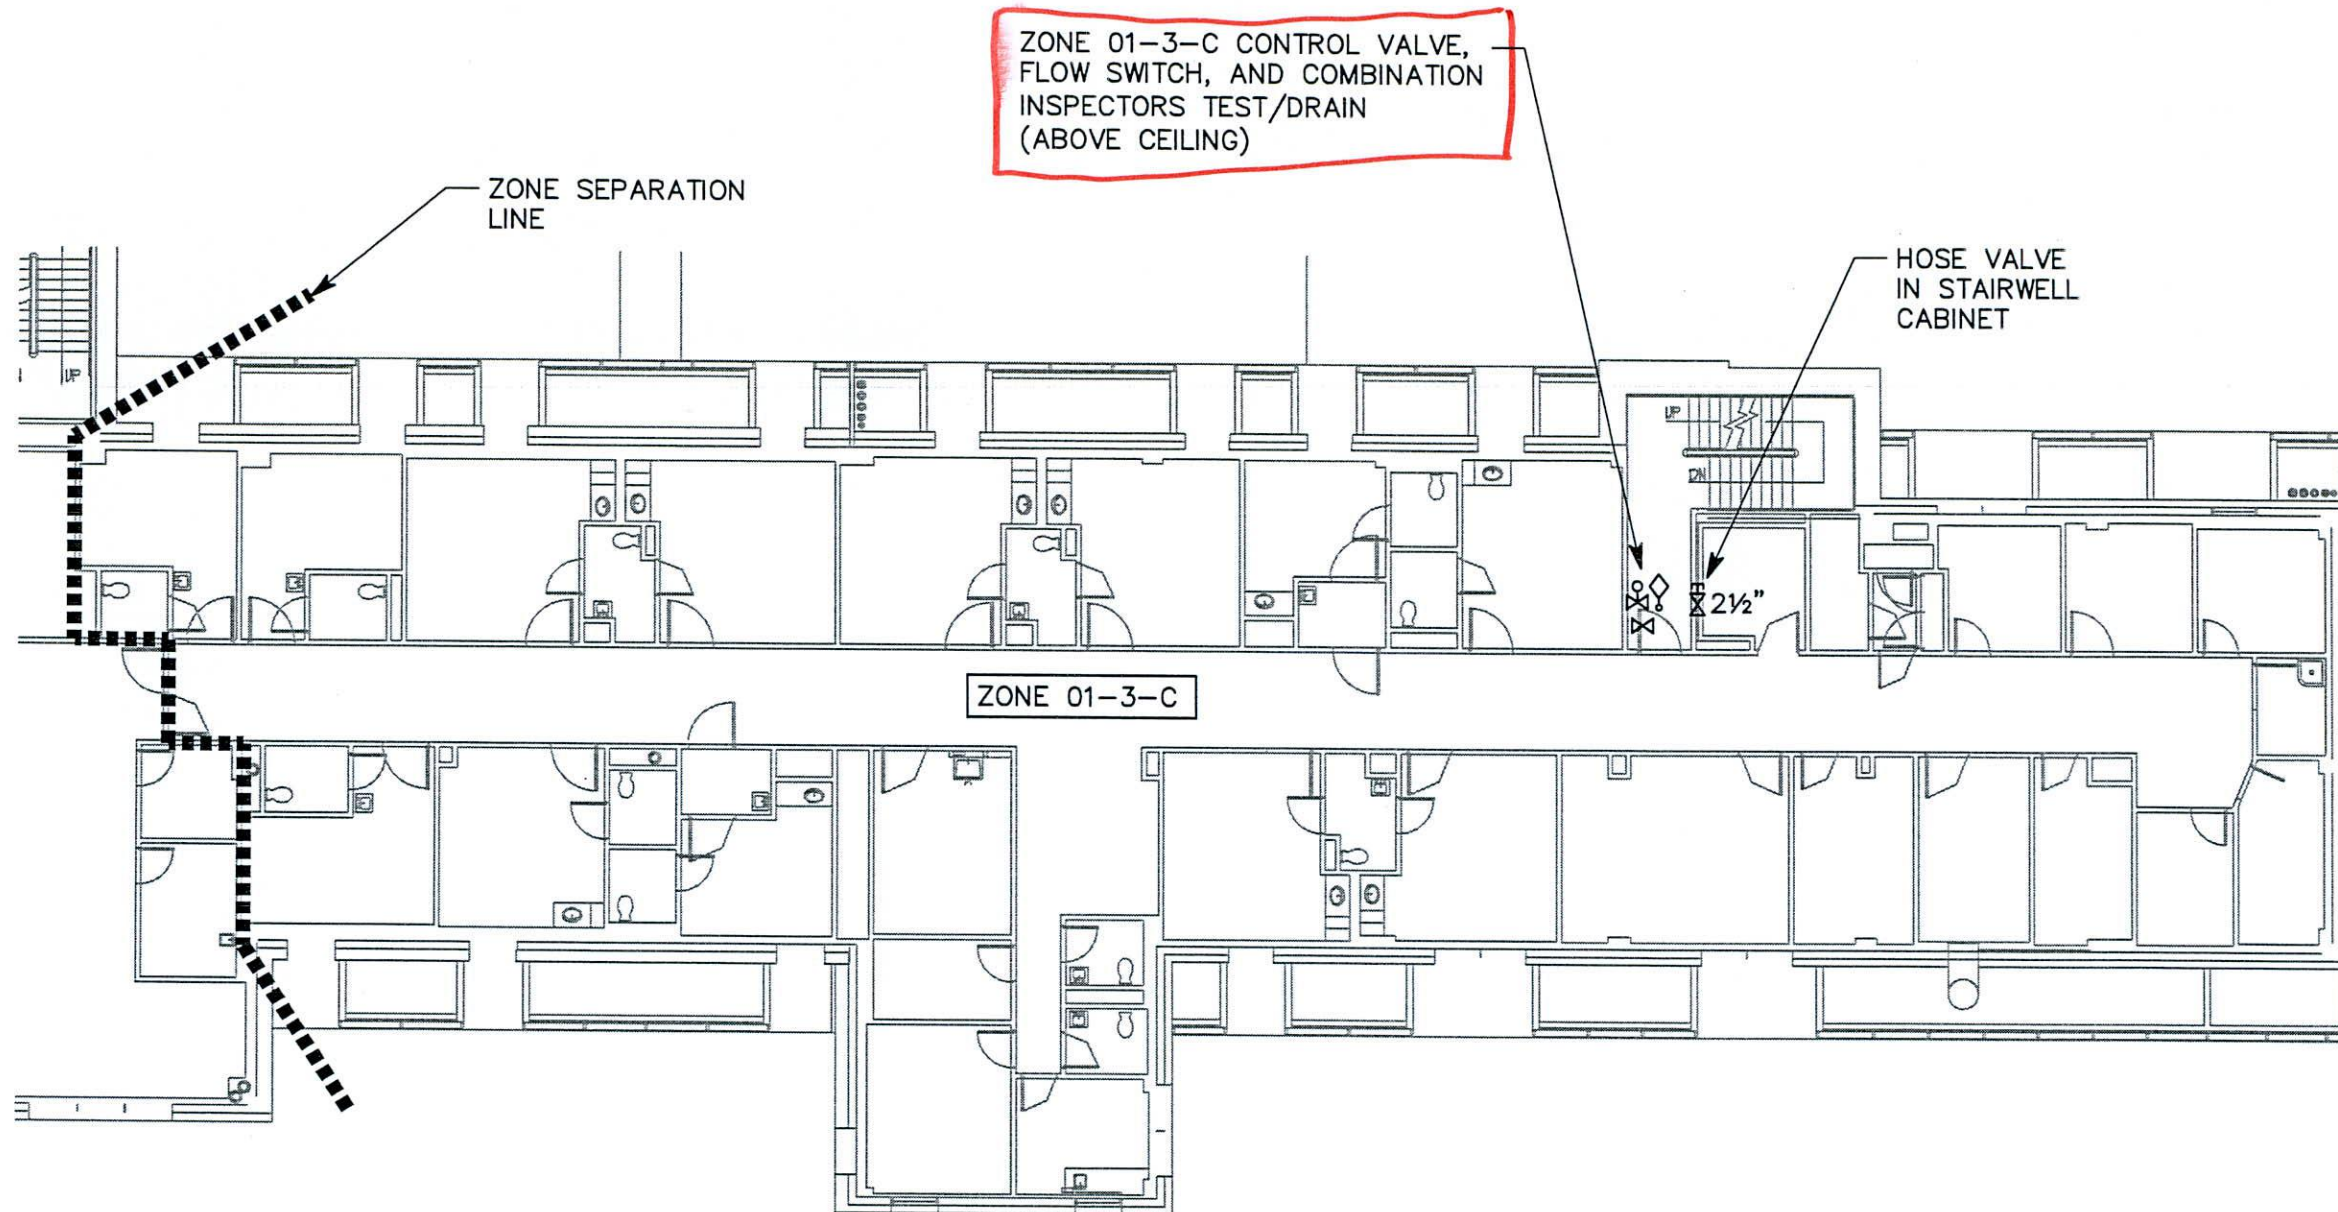 ZONE 01-3-C CONTROL VALVE,
FLOW SWITCH, AND COMBINATION
INSPECTORS TEST/DRAIN
(ABOVE CEILING)
ZONE SEPARATION
LINE
HOSE VALVE
IN STAIRWELL
CABINET
UP
UP
DN
2½"
ZONE 01-3-C